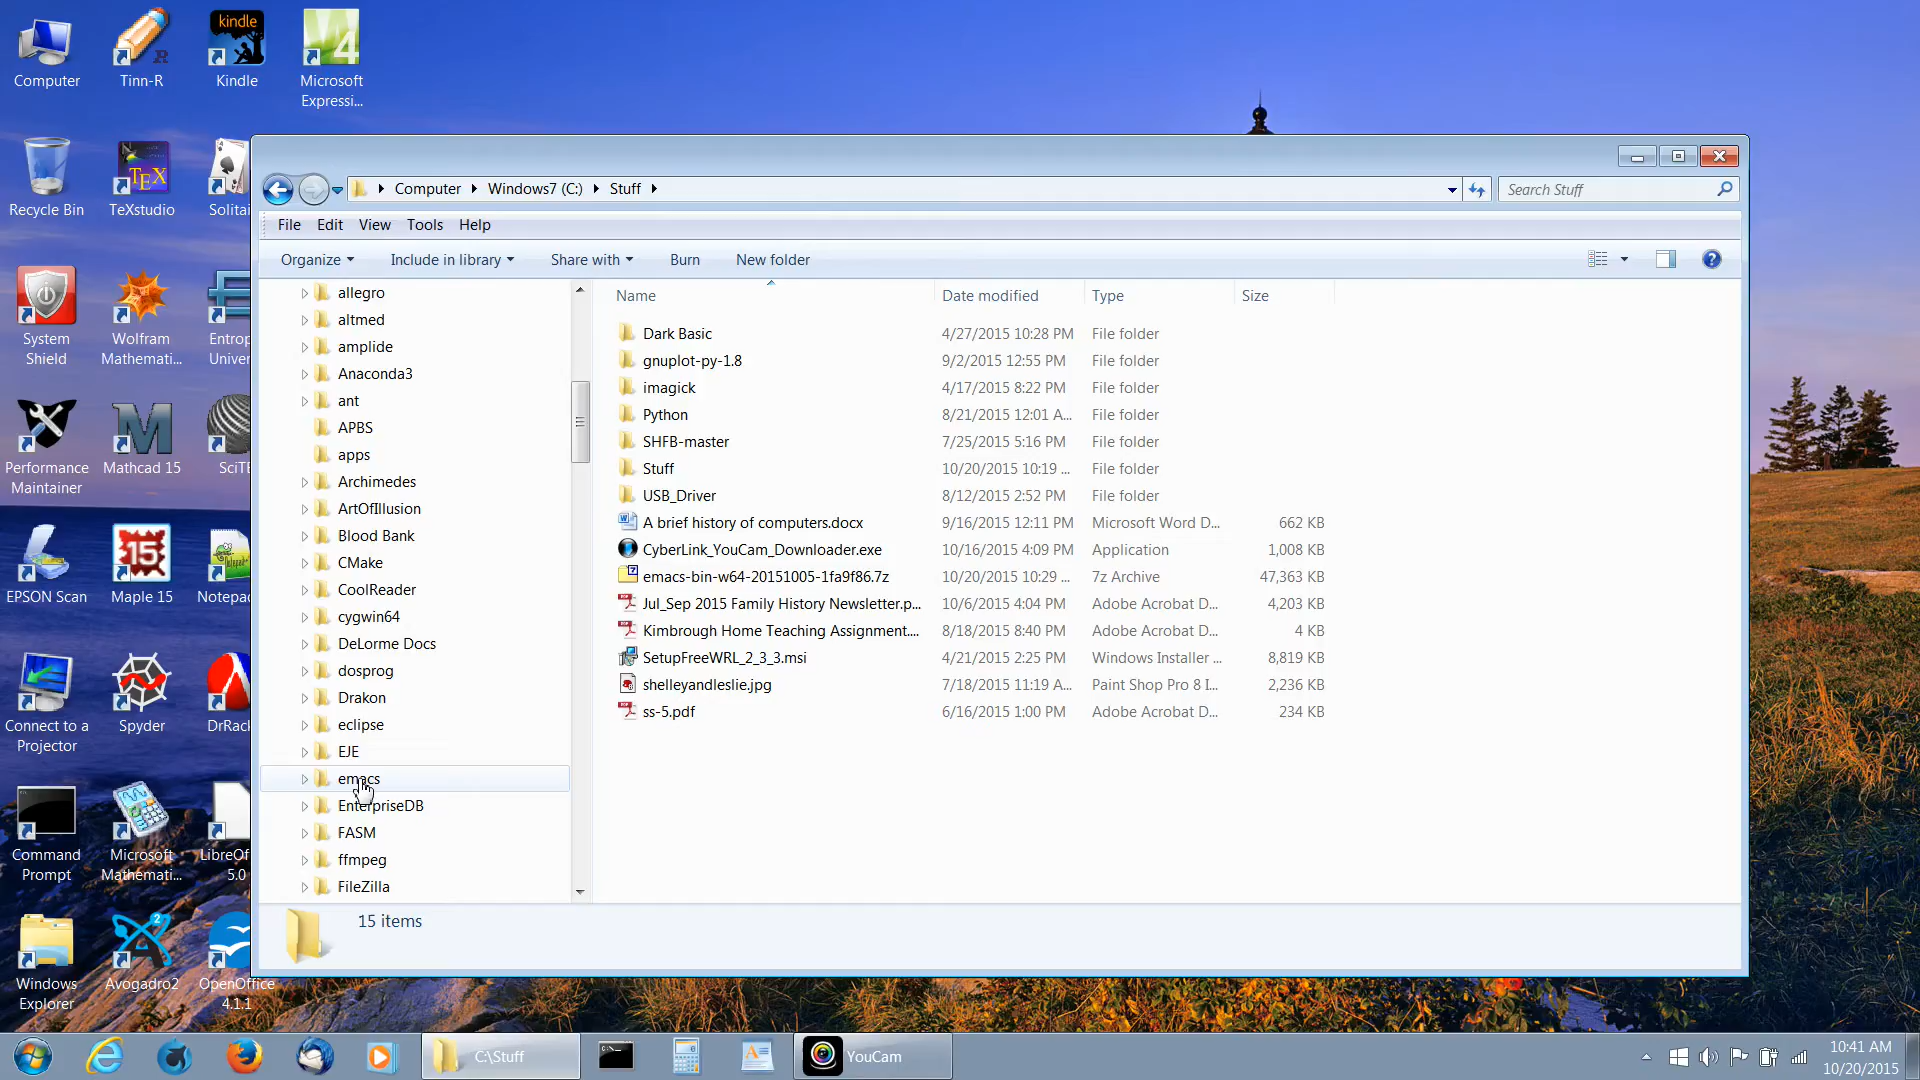 Computer
Tinn-R
Kindle
Microsoft
Expressi...
kindle
4
Recycle Bin
TeXstudio
Solitai
TEX
System
Shield
Wolfram
Mathemati...
Entrop
Univer
Performance
Maintainer
Mathcad 15
SciTE
EPSON Scan
Maple 15
Notepad
15
Connect to a
Projector
Spyder
DrRack
Command
Prompt
Microsoft
Mathemati...
LibreOf
5.0
Windows
Explorer
Avogadro2
OpenOffice
4.1.1
Computer
Windows7 (C:)
Stuff
Search Stuff
File Edit View Tools Help
Organize Include in library Share with Burn New folder
allegro
altmed
amplide
Anaconda3
ant
APBS
apps
Archimedes
ArtOfIllusion
Blood Bank
CMake
CoolReader
cygwin64
DeLorme Docs
dosprog
Drakon
eclipse
EJE
emacs
EnterpriseDB
FASM
ffmpeg
FileZilla
Name Date modified Type Size
Dark Basic 4/27/2015 10:28 PM File folder
gnuplot-py-1.8 9/2/2015 12:55 PM File folder
imagick 4/17/2015 8:22 PM File folder
Python 8/21/2015 12:01 A... File folder
SHFB-master 7/25/2015 5:16 PM File folder
Stuff 10/20/2015 10:19 ... File folder
USB_Driver 8/12/2015 2:52 PM File folder
A brief history of computers.docx 9/16/2015 12:11 PM Microsoft Word D... 662 KB
CyberLink_YouCam_Downloader.exe 10/16/2015 4:09 PM Application 1,008 KB
emacs-bin-w64-20151005-1fa9f86.7z 10/20/2015 10:29 ... 7z Archive 47,363 KB
Jul_Sep 2015 Family History Newsletter.p... 10/6/2015 4:04 PM Adobe Acrobat D... 4,203 KB
Kimbrough Home Teaching Assignment.... 8/18/2015 8:40 PM Adobe Acrobat D... 4 KB
SetupFreeWRL_2_3_3.msi 4/21/2015 2:25 PM Windows Installer ... 8,819 KB
shelleyandleslie.jpg 7/18/2015 11:19 A... Paint Shop Pro 8 I... 2,236 KB
ss-5.pdf 6/16/2015 1:00 PM Adobe Acrobat D... 234 KB
15 items
C:\Stuff
YouCam
10:41 AM
10/20/2015